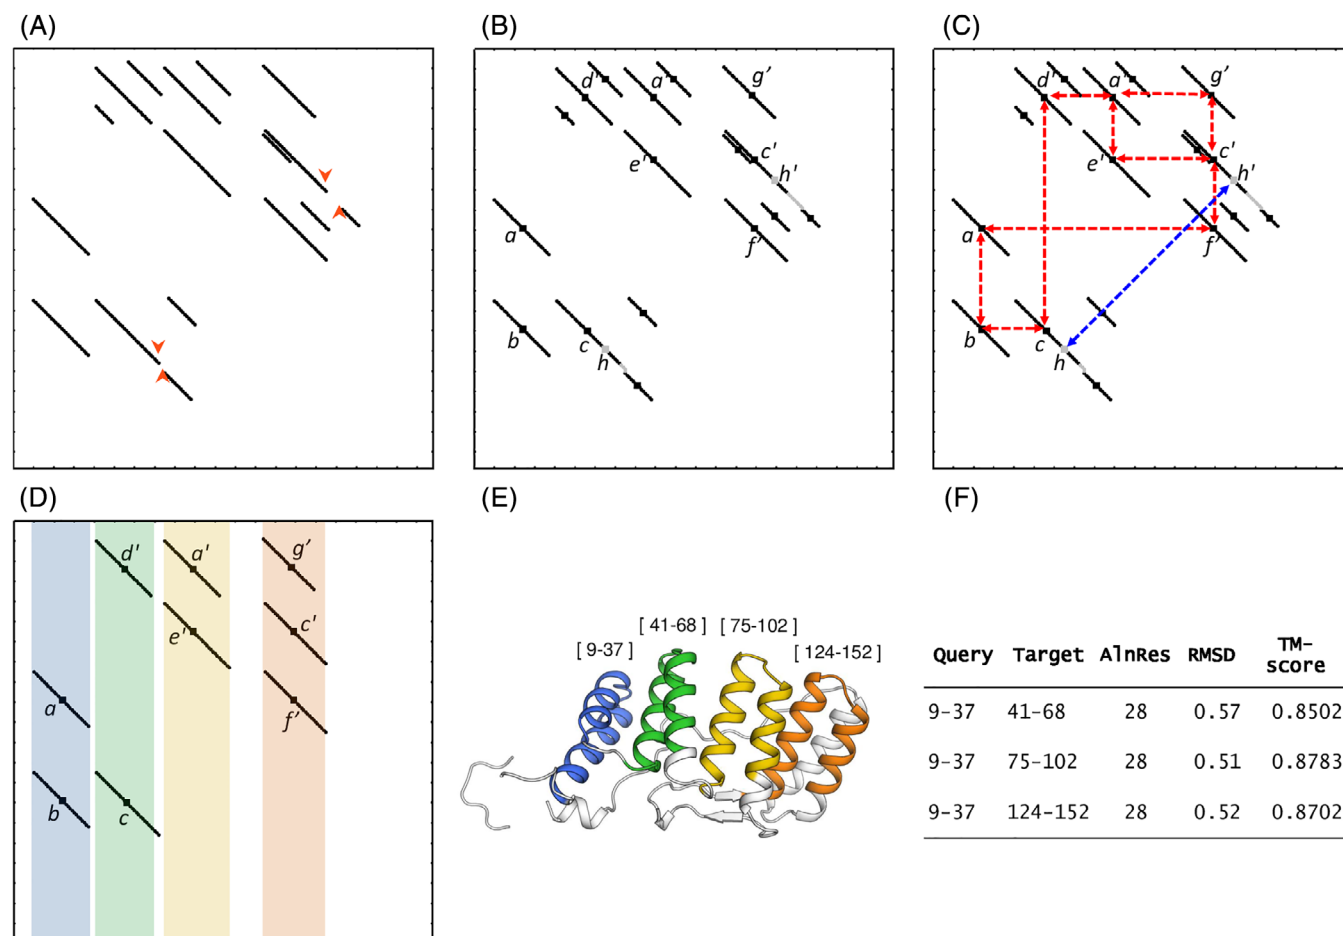 (A)
(B)
d' a' g'
e' c'
h'
a f'
b c
h
(C)
d' a' g'
e' c'
h'
a f'
b c
h
(D)
d' a' g'
e' c'
a f'
b c
(E)
[ 41-68 ] [ 75-102 ]
[ 9-37 ] [ 124-152 ]
(F)
Query Target AlnRes RMSD TM-score
9-37 41-68 28 0.57 0.8502
9-37 75-102 28 0.51 0.8783
9-37 124-152 28 0.52 0.8702